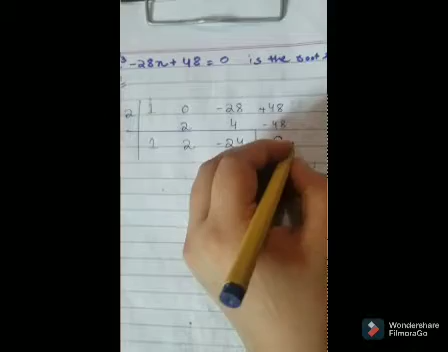 ³ -28x + 48 = 0 is the root
2 | 1 0 -28 +48
2 4 -48
1 2 -24 0
Wondershare
FilmoraGo